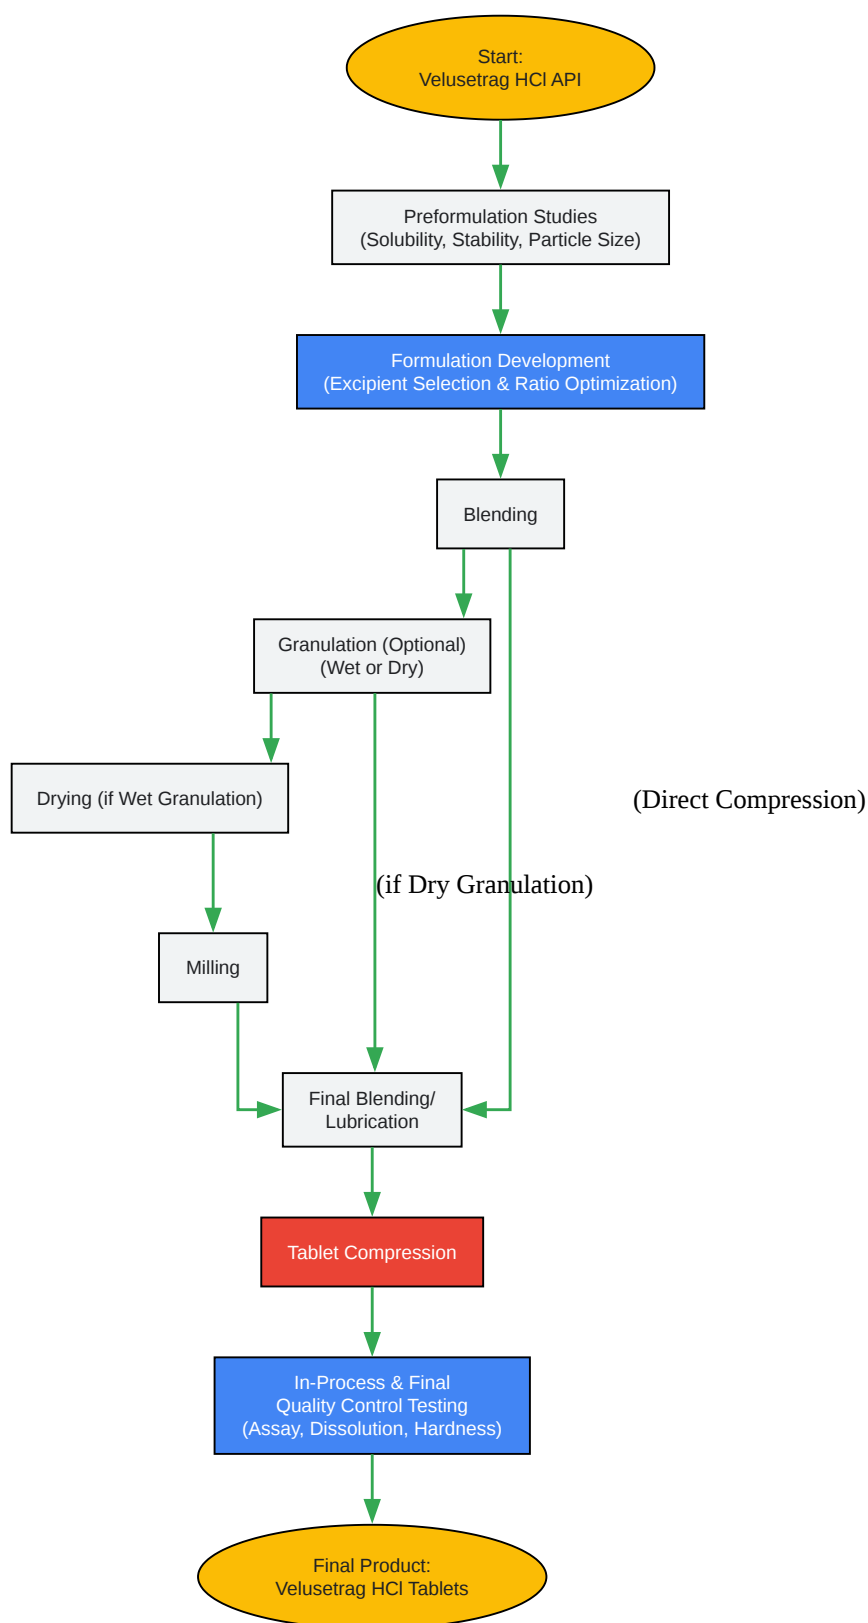 Start:
Velusetrag HCl API
Preformulation Studies
(Solubility, Stability, Particle Size)
Formulation Development
(Excipient Selection & Ratio Optimization)
Blending
Granulation (Optional)
(Wet or Dry)
Drying (if Wet Granulation)
(Direct Compression)
(if Dry Granulation)
Milling
Final Blending/
Lubrication
Tablet Compression
In-Process & Final
Quality Control Testing
(Assay, Dissolution, Hardness)
Final Product:
Velusetrag HCl Tablets